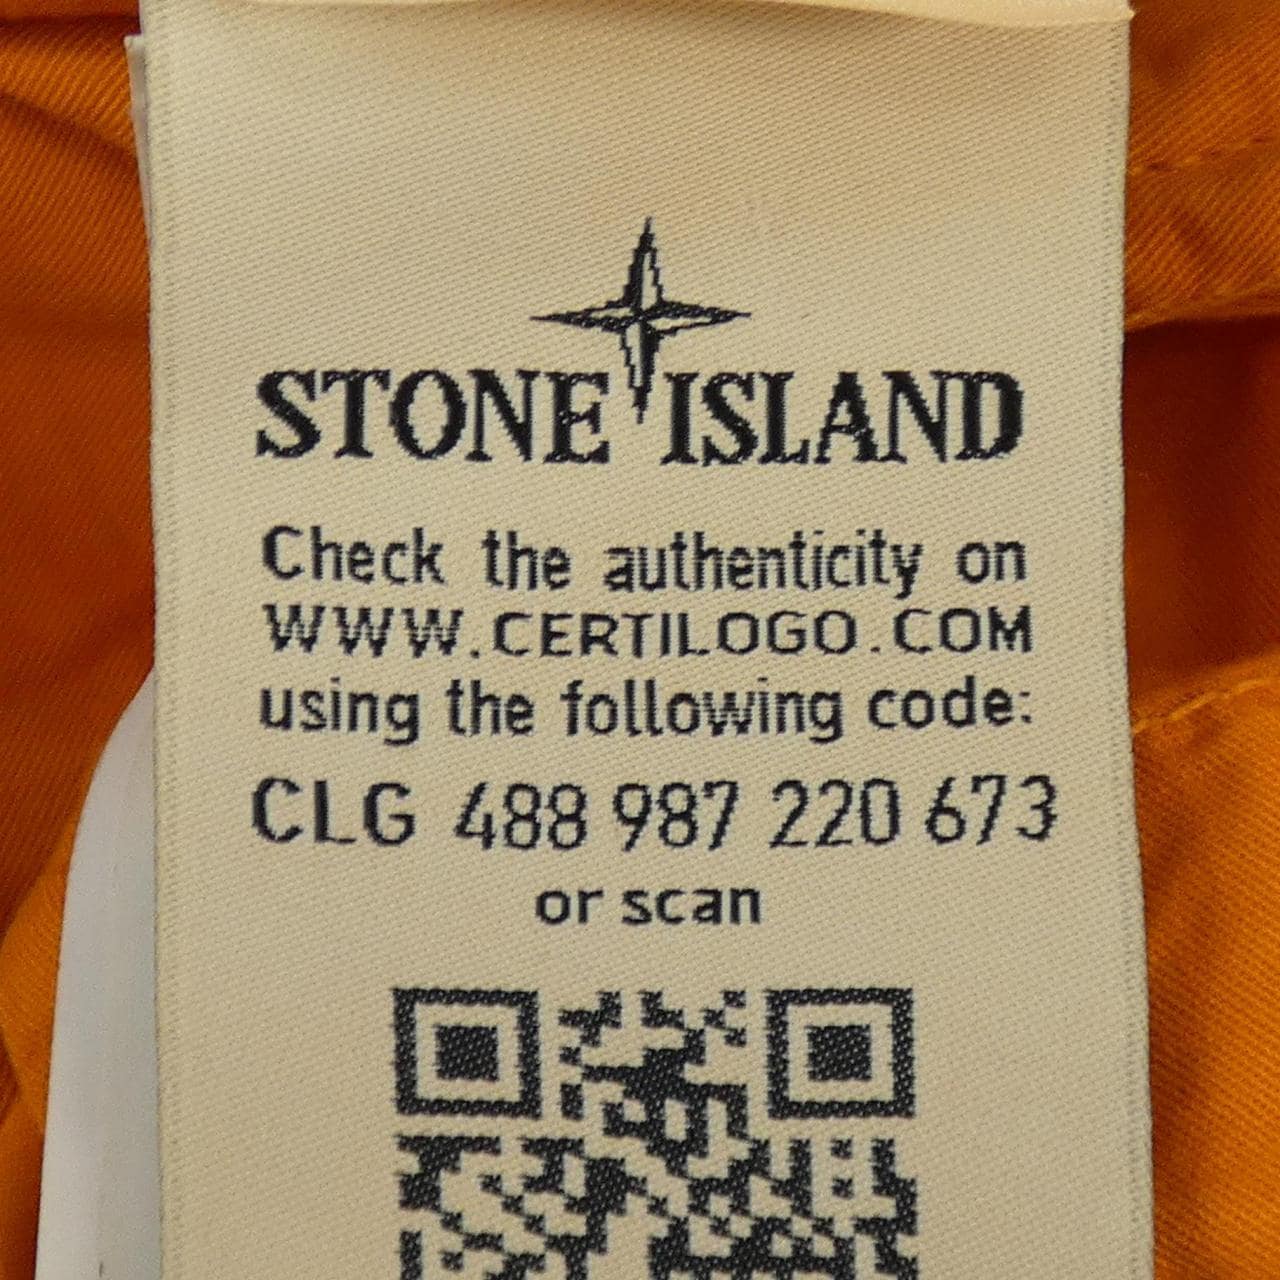 STONE ISLAND
Check the authenticity on
WWW.CERTILOGO.COM
using the following code:
CLG 488 987 220 673
or scan